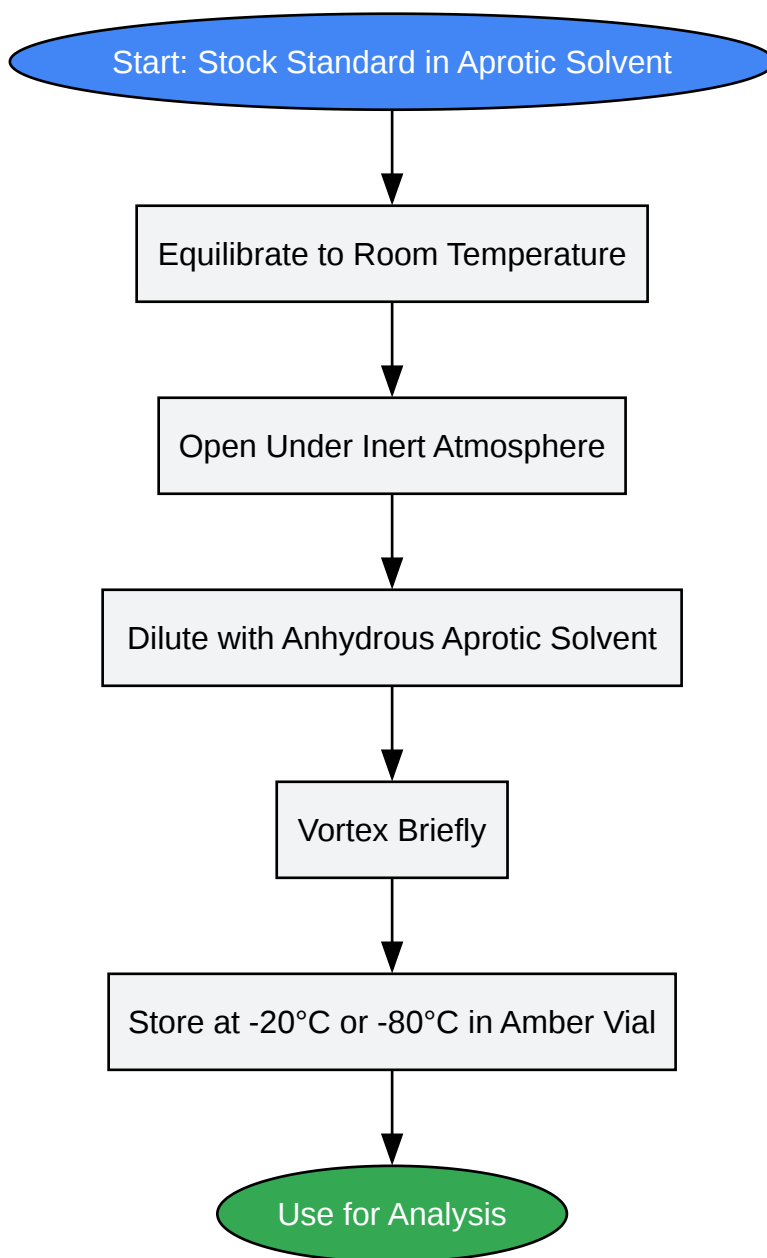 Start: Stock Standard in Aprotic Solvent
Equilibrate to Room Temperature
Open Under Inert Atmosphere
Dilute with Anhydrous Aprotic Solvent
Vortex Briefly
Store at -20°C or -80°C in Amber Vial
Use for Analysis